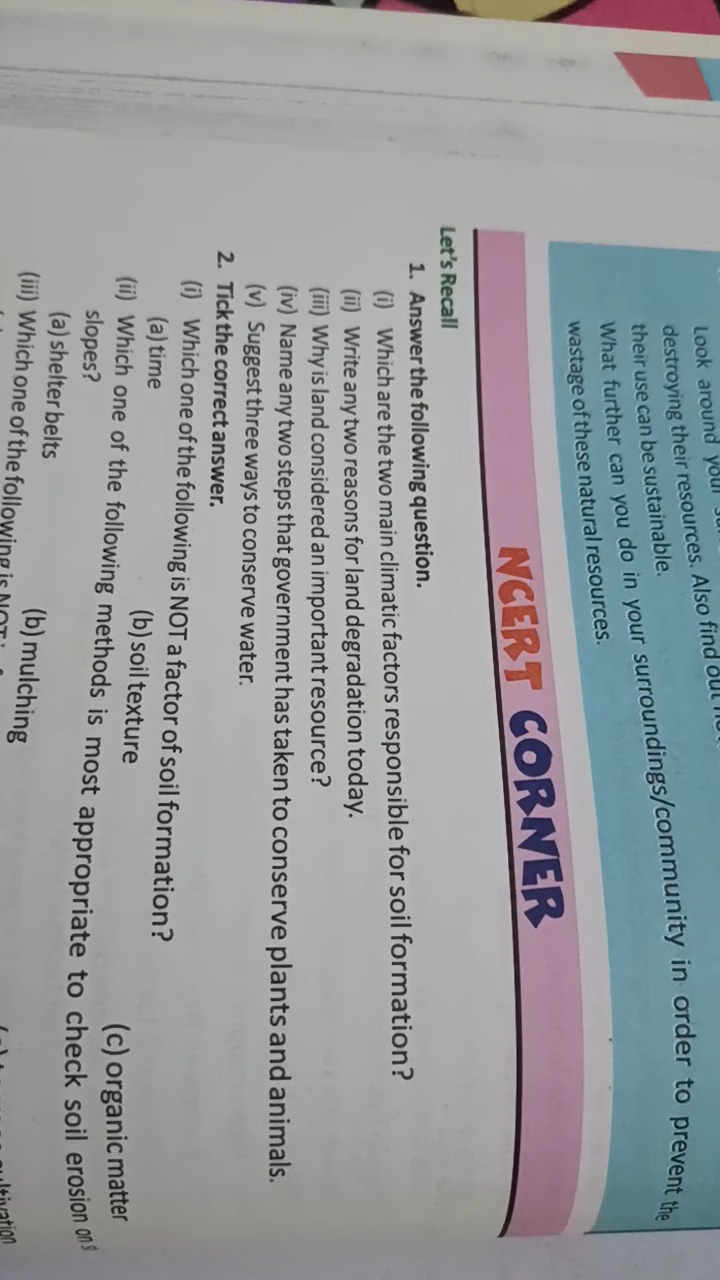 Look around your
destroying their resources. Also find out
their use can be sustainable.
What further can you do in your surroundings/community in order to prevent the
wastage of these natural resources.
NCERT CORNER
Let's Recall
1. Answer the following question.
(i) Which are the two main climatic factors responsible for soil formation?
(ii) Write any two reasons for land degradation today.
(iii) Why is land considered an important resource?
(iv) Name any two steps that government has taken to conserve plants and animals.
(v) Suggest three ways to conserve water.
2. Tick the correct answer.
(i) Which one of the following is NOT a factor of soil formation?
(a) time (b) soil texture (c) organic matter
(ii) Which one of the following methods is most appropriate to check soil erosion on
slopes?
(a) shelter belts (b) mulching
(iii) Which one of the following is NOT